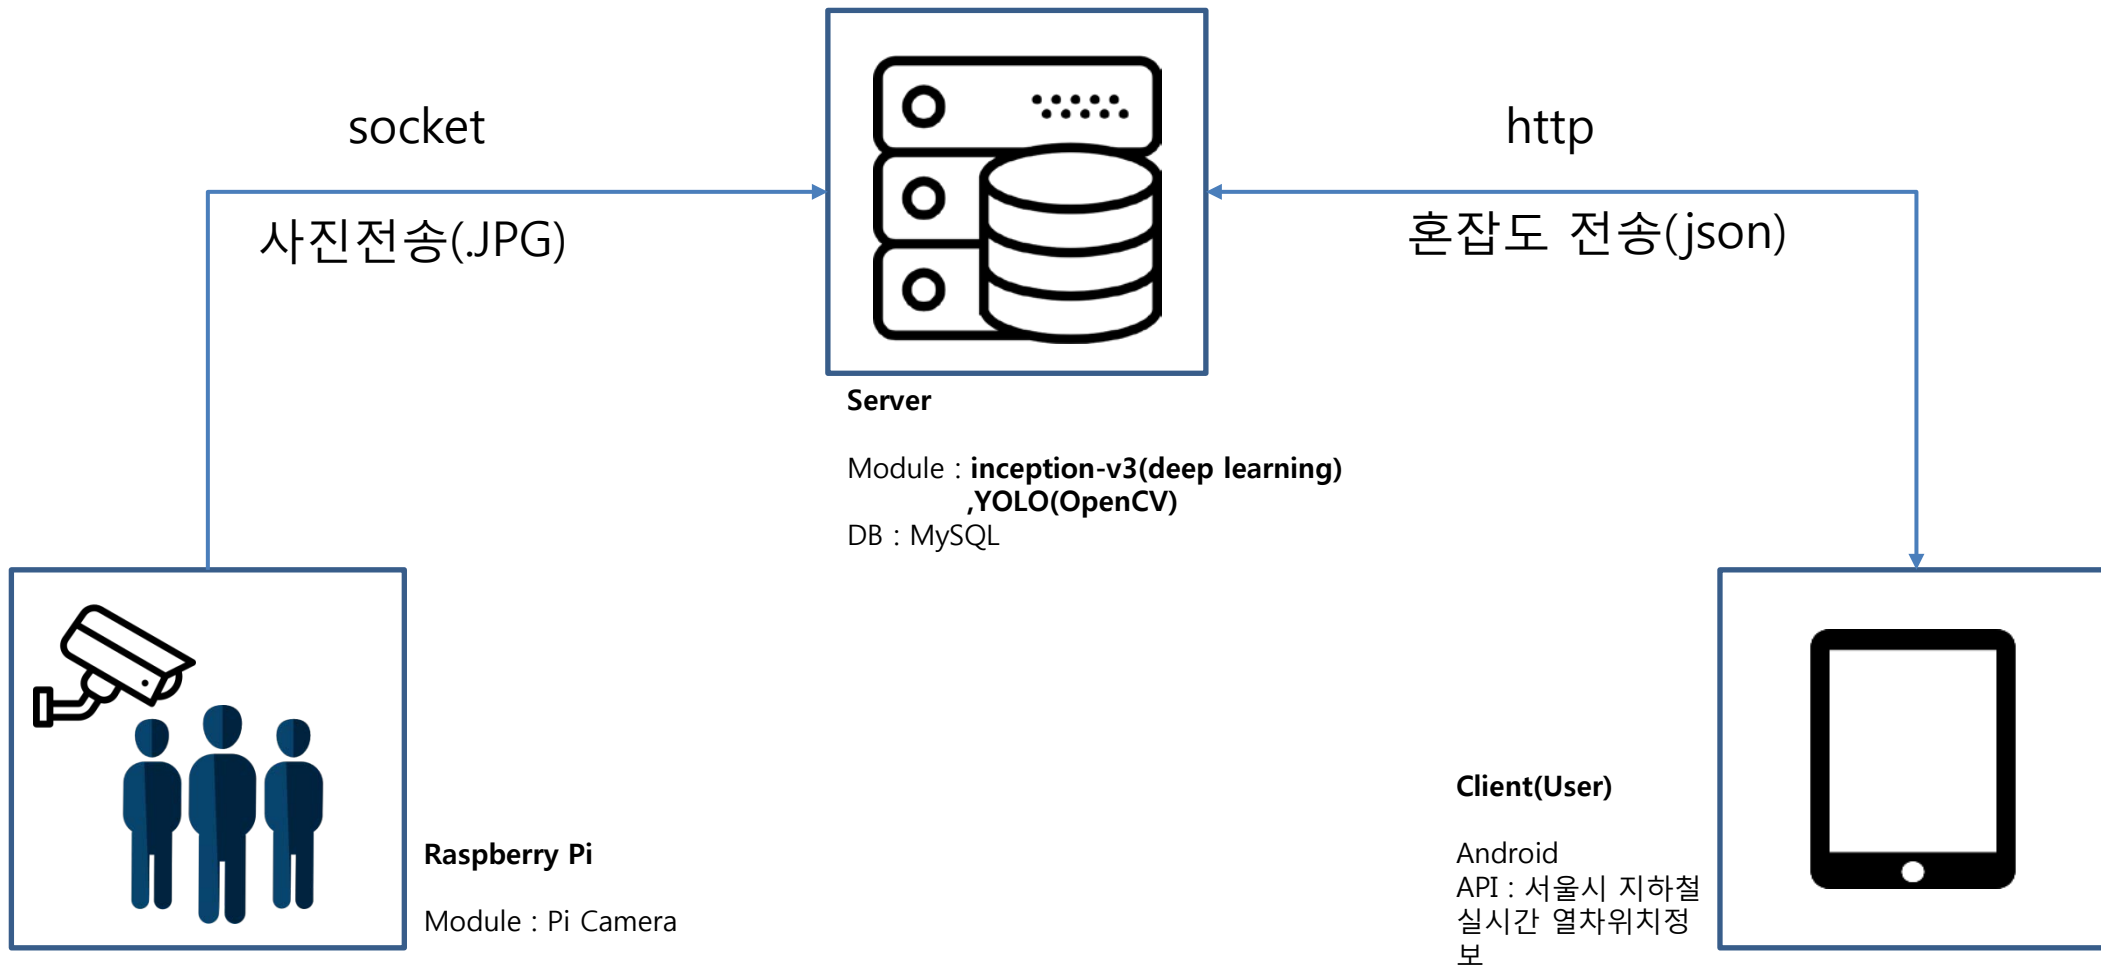 socket
사진전송(.JPG)
http
혼잡도 전송(json)
Server
Module : inception-v3(deep learning)
,YOLO(OpenCV)
DB : MySQL
Raspberry Pi
Module : Pi Camera
Client(User)
Android
API : 서울시 지하철
실시간 열차위치정
보